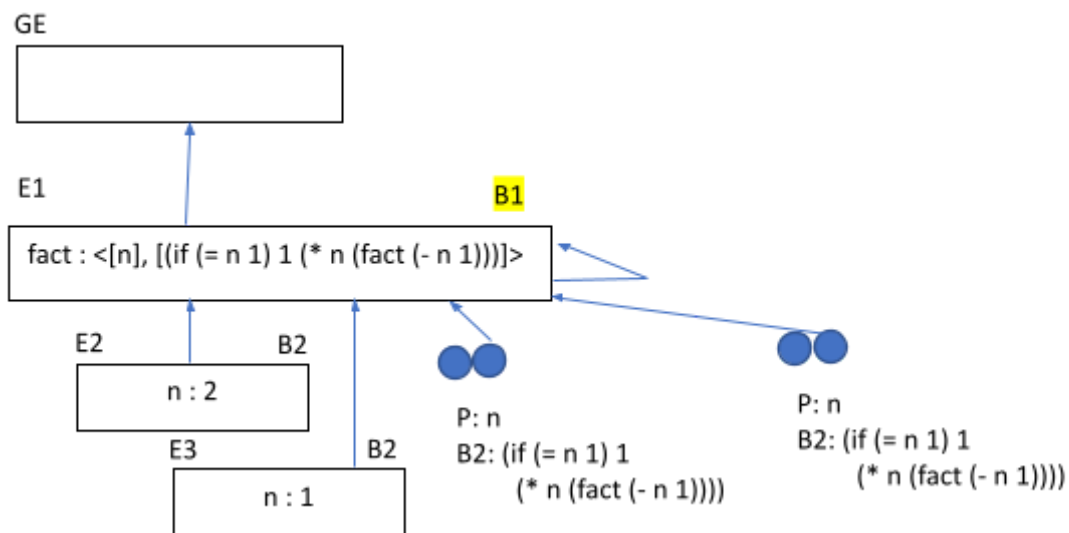 GE
E1
B1
fact : <[n], [(if (= n 1) 1 (* n (fact (- n 1)))]>
E2
B2
n : 2
E3
B2
n : 1
P: n
B2: (if (= n 1) 1
(* n (fact (- n 1))))
P: n
B2: (if (= n 1) 1
(* n (fact (- n 1))))